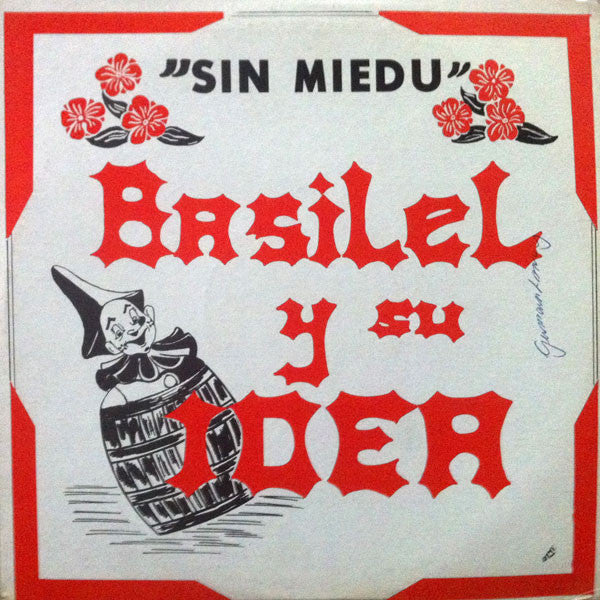 "SIN MIEDU"
BASiLeL
y su
IDEA